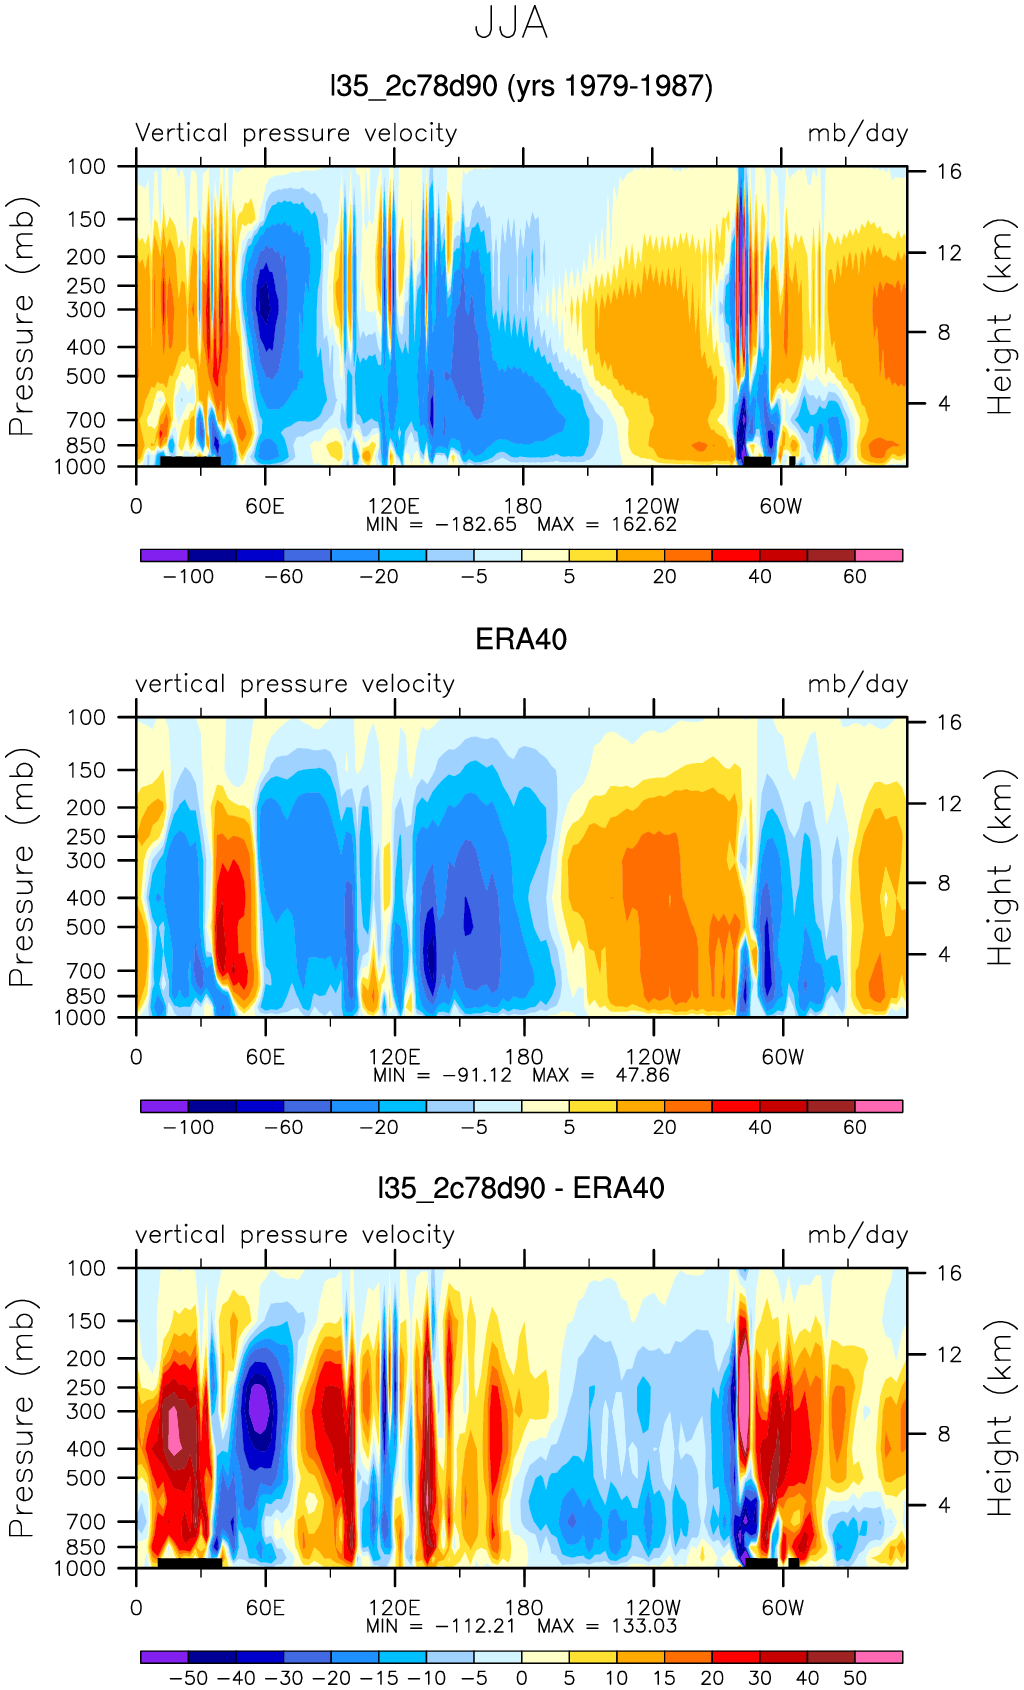 JJA
l35_2c78d90 (yrs 1979-1987)
Vertical pressure velocity mb/day
Pressure (mb)
100
150
200
250
300
400
500
700
850
1000
16
12
8
4
Height (km)
0 60E 120E 180 120W 60W
MIN = -182.65 MAX = 162.62
-100 -60 -20 -5 5 20 40 60
ERA40
vertical pressure velocity mb/day
Pressure (mb)
100
150
200
250
300
400
500
700
850
1000
16
12
8
4
Height (km)
0 60E 120E 180 120W 60W
MIN = -91.12 MAX = 47.86
-100 -60 -20 -5 5 20 40 60
l35_2c78d90 - ERA40
vertical pressure velocity mb/day
Pressure (mb)
100
150
200
250
300
400
500
700
850
1000
16
12
8
4
Height (km)
0 60E 120E 180 120W 60W
MIN = -112.21 MAX = 133.03
-50 -40 -30 -20 -15 -10 -5 0 5 10 15 20 30 40 50